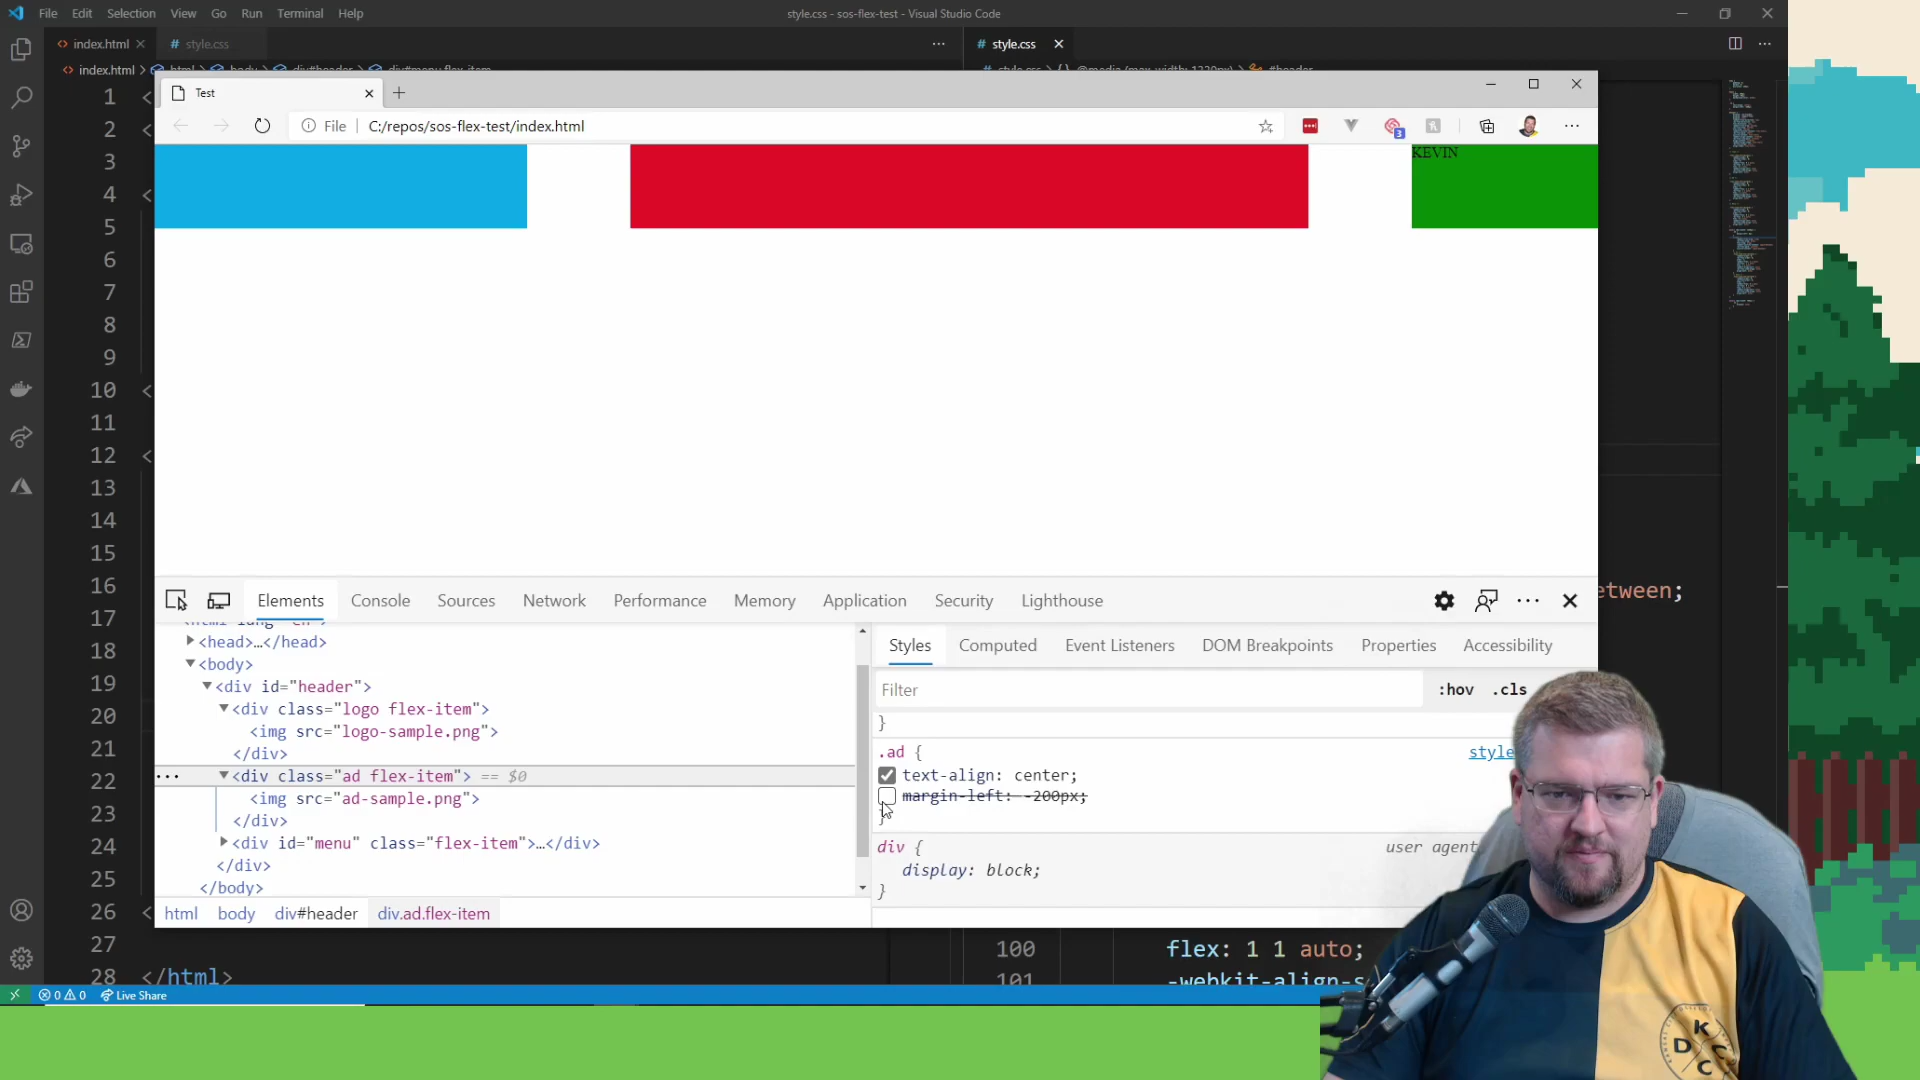 File Edit Selection View Go Run Terminal Help
style.css - sos-flex-test - Visual Studio Code
index.html
style.css
style.css
index.html
Test
File C:/repos/sos-flex-test/index.html
3
KEVIN
1 <
2 <
3
4 <
5
6
7
8
9
10 <
11
12 <
13
14
15
16
17
18
19
20
21
22
23
24
25
26 <
27
28 </html>
etween;
Elements Console Sources Network Performance Memory Application Security Lighthouse
<head>…</head>
<body>
<div id="header">
<div class="logo flex-item">
<img src="logo-sample.png">
</div>
<div class="ad flex-item"> == $0
<img src="ad-sample.png">
</div>
<div id="menu" class="flex-item">…</div>
</div>
</body>
html body div#header div.ad.flex-item
Styles Computed Event Listeners DOM Breakpoints Properties Accessibility
Filter
:hov .cls
}
.ad {
style
text-align: center;
margin-left: -200px;
}
div {
user agent
display: block;
}
100 flex: 1 1 auto;
101 -webkit-align-s
0 0 Live Share
K
D C
C